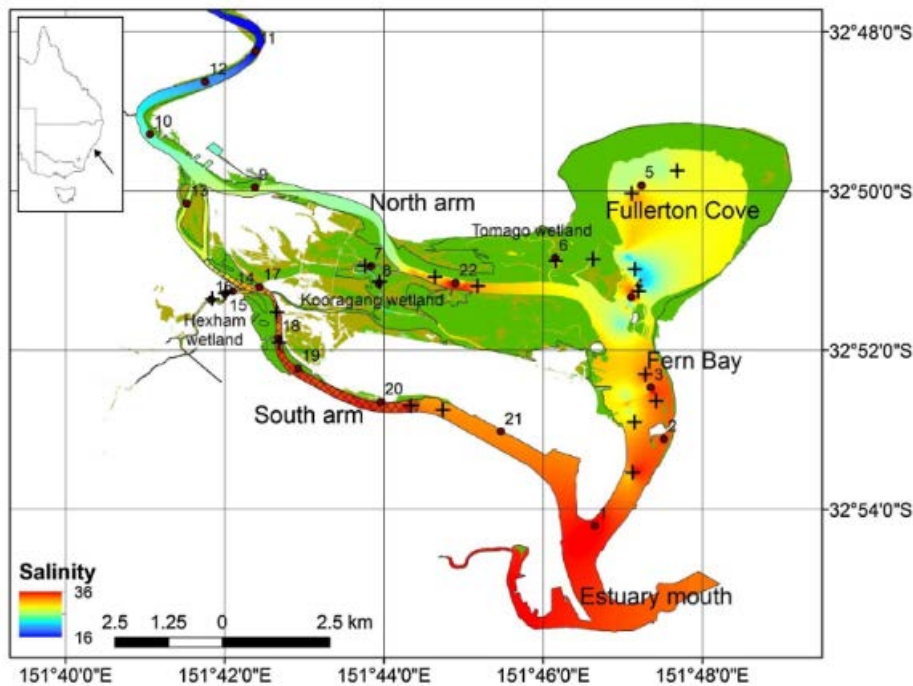 32°48'0"S
11
12
10
9
32°50'0"S
5
13
North arm
Fullerton Cove
Tomago wetland
6
7
8
22
4
14
17
16
15
Kooragang wetland
Hexham
wetland
18
32°52'0"S
Fern Bay
19
3
20
South arm
21
2
32°54'0"S
1
Salinity
36
16
Estuary mouth
2.5 1.25 0 2.5 km
151°40'0"E 151°42'0"E 151°44'0"E 151°46'0"E 151°48'0"E